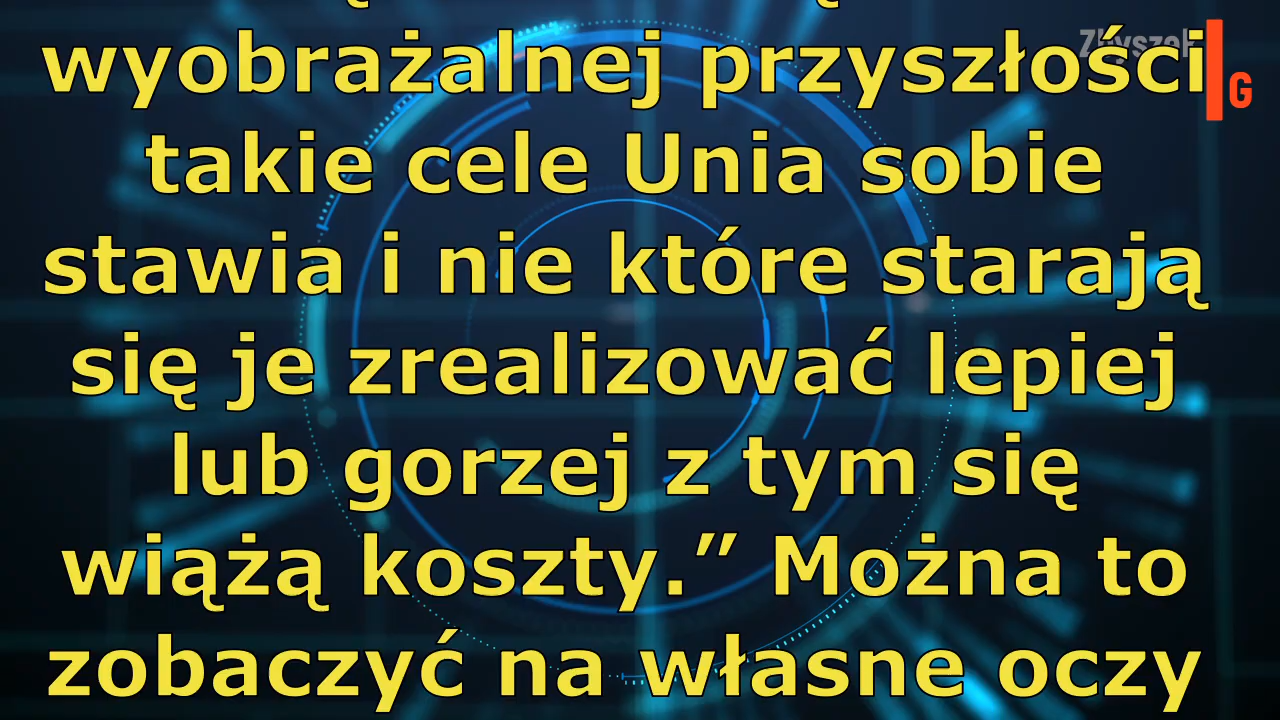 wyobrażalnej przyszłości
takie cele Unia sobie
stawia i nie które starają
się je zrealizować lepiej
lub gorzej z tym się
wiążą koszty.” Można to
zobaczyć na własne oczy
Zbyszek
G